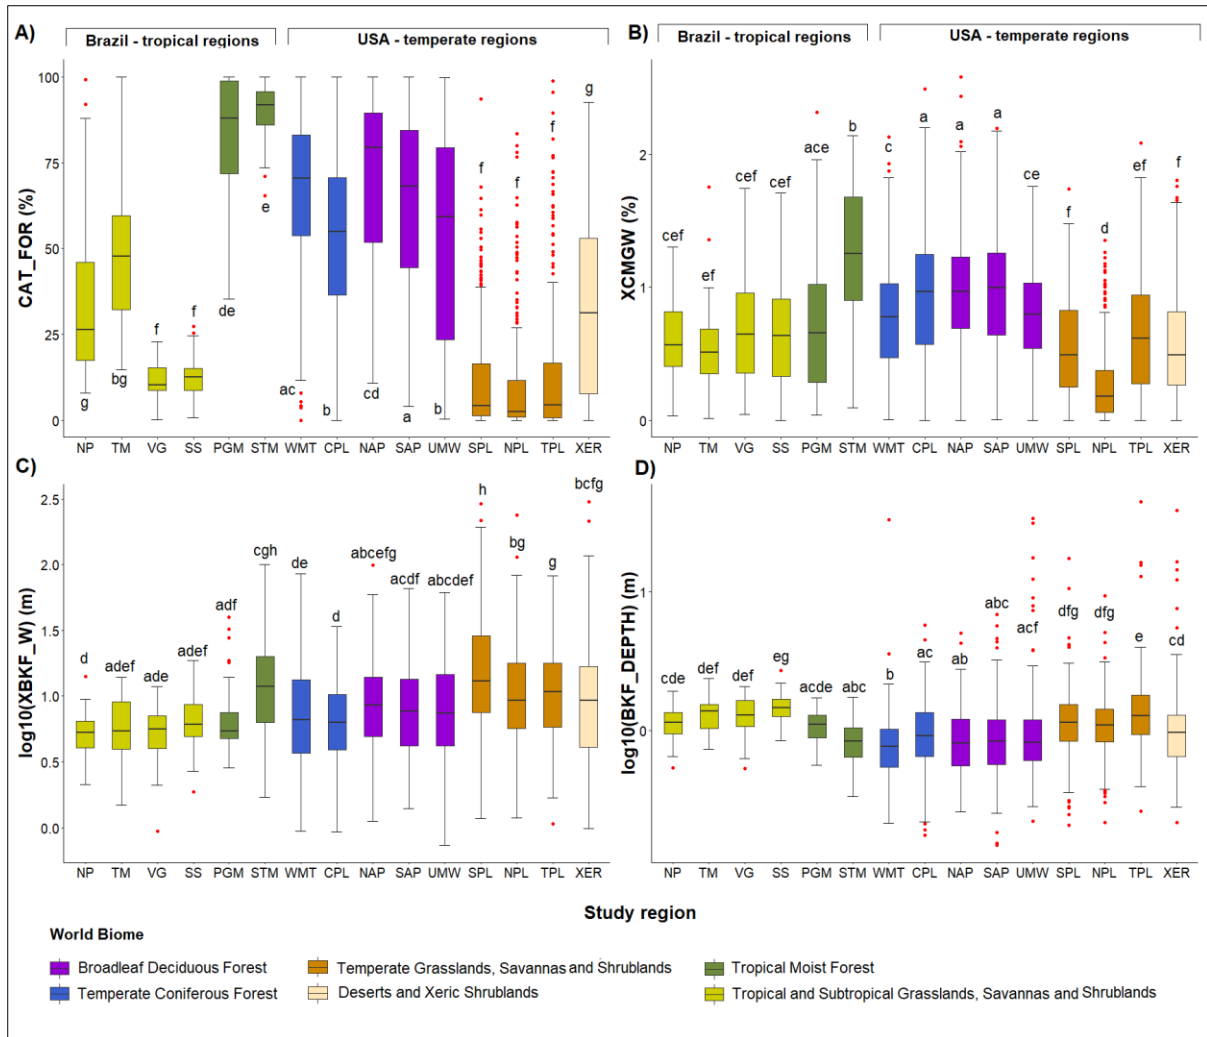 A)
Brazil - tropical regions
USA - temperate regions
CAT_FOR (%)
100
75
50
25
0
g
bg
f
f
de
e
ac
b
cd
a
b
f
f
f
g
NP TM VG SS PGM STM WMT CPL NAP SAP UMW SPL NPL TPL XER
B)
Brazil - tropical regions
USA - temperate regions
XCMGW (%)
2
1
0
cef
ef
cef
cef
ace
b
c
a
a
a
ce
f
d
ef
f
NP TM VG SS PGM STM WMT CPL NAP SAP UMW SPL NPL TPL XER
C)
log10(XBKF_W) (m)
2.5
2.0
1.5
1.0
0.5
0.0
d
adef
ade
adef
adf
cgh
de
d
abcefg
acdf
abcdef
h
bg
g
bcfg
NP TM VG SS PGM STM WMT CPL NAP SAP UMW SPL NPL TPL XER
D)
log10(BKF_DEPTH) (m)
1
0
cde
def
def
eg
acde
abc
b
ac
ab
abc
acf
dfg
dfg
e
cd
NP TM VG SS PGM STM WMT CPL NAP SAP UMW SPL NPL TPL XER
Study region
World Biome
Broadleaf Deciduous Forest
Temperate Grasslands, Savannas and Shrublands
Tropical Moist Forest
Temperate Coniferous Forest
Deserts and Xeric Shrublands
Tropical and Subtropical Grasslands, Savannas and Shrublands